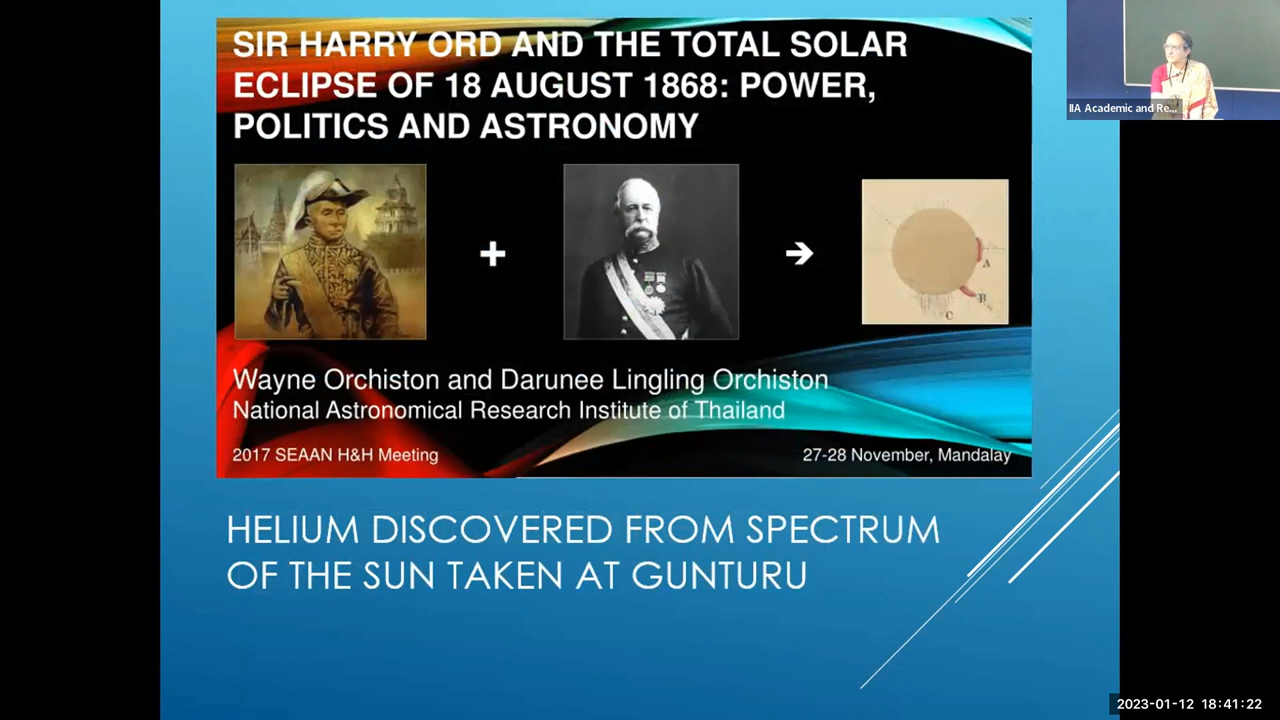 SIR HARRY ORD AND THE TOTAL SOLAR
ECLIPSE OF 18 AUGUST 1868: POWER,
POLITICS AND ASTRONOMY
IIA Academic and Re...
+
→
A
B
C
Wayne Orchiston and Darunee Lingling Orchiston
National Astronomical Research Institute of Thailand
2017 SEAAN H&H Meeting
27-28 November, Mandalay
HELIUM DISCOVERED FROM SPECTRUM
OF THE SUN TAKEN AT GUNTURU
2023-01-12 18:41:22